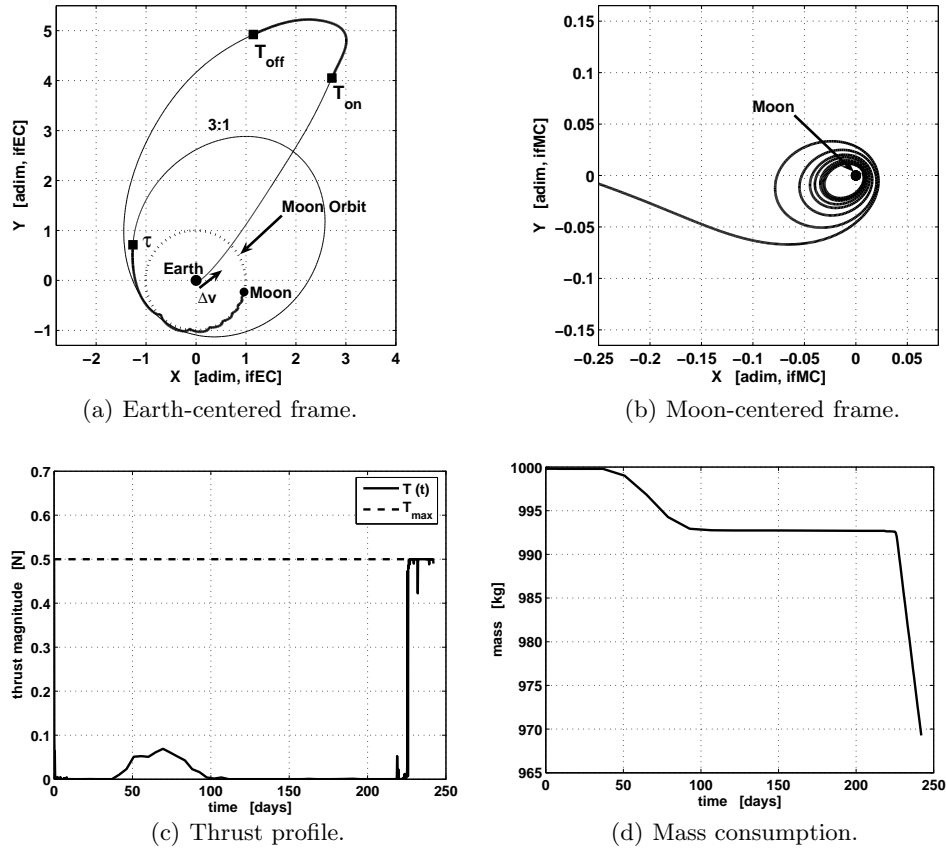 5
4
3
2
1
0
−1
−2
−1
0
1
2
3
4
Y [adim, ifEC]
X [adim, ifEC]
T off
T on
3:1
τ
Moon Orbit
Earth
Δv
Moon
(a) Earth-centered frame.
0.15
0.1
0.05
0
−0.05
−0.1
−0.15
−0.25
−0.2
−0.15
−0.1
−0.05
0
0.05
Y [adim, ifMC]
X [adim, ifMC]
Moon
(b) Moon-centered frame.
0.7
0.6
0.5
0.4
0.3
0.2
0.1
0
0
50
100
150
200
250
thrust magnitude [N]
time [days]
T (t)
T max
(c) Thrust profile.
1000
995
990
985
980
975
970
965
0
50
100
150
200
250
mass [kg]
time [days]
(d) Mass consumption.